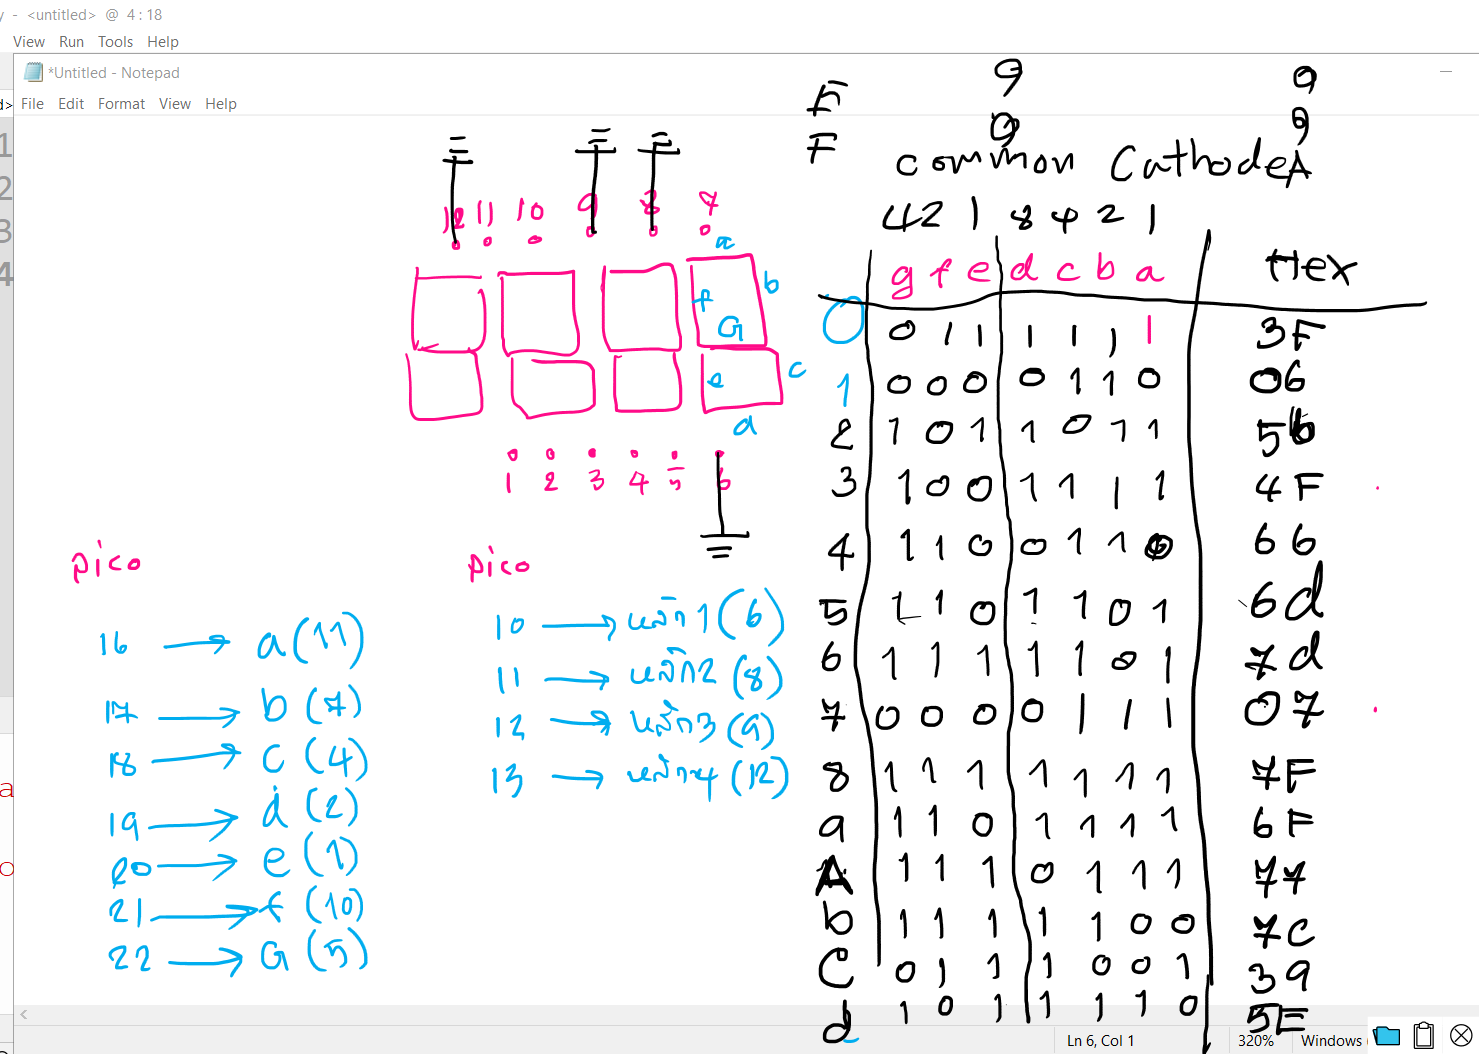 y - <untitled> @ 4:18
View Run Tools Help
*Untitled - Notepad
File Edit Format View Help
1
2
3
4
E
F
9
9
9
9
A
common Cathode
421 8421
g f e d c b a Hex
0 0 1 1 1 1 1 1 3F
1 0 0 0 0 1 1 0 06
2 1 0 1 1 0 1 1 5b
3 1 0 0 1 1 1 1 4F
4 1 1 0 0 1 1 0 66
5 1 1 0 1 1 0 1 6d
6 1 1 1 1 1 0 1 7d
7 0 0 0 0 1 1 1 07
8 1 1 1 1 1 1 1 7F
9 1 1 0 1 1 1 1 6F
A 1 1 1 0 1 1 1 77
b 1 1 1 1 1 0 0 7C
C 0 1 1 1 0 0 1 39
d 1 0 1 1 1 1 0 5E
12 11 10 9 8 7
a
f b
G
e c
d
1 2 3 4 5 6
pico
16 → a (11)
17 → b (7)
18 → c (4)
19 → d (2)
20 → e (1)
21 → f (10)
22 → G (5)
pico
10 → หลัก1 (6)
11 → หลัก2 (8)
12 → หลัก3 (9)
13 → หลัก4 (12)
a
o
Ln 6, Col 1 320% Windows